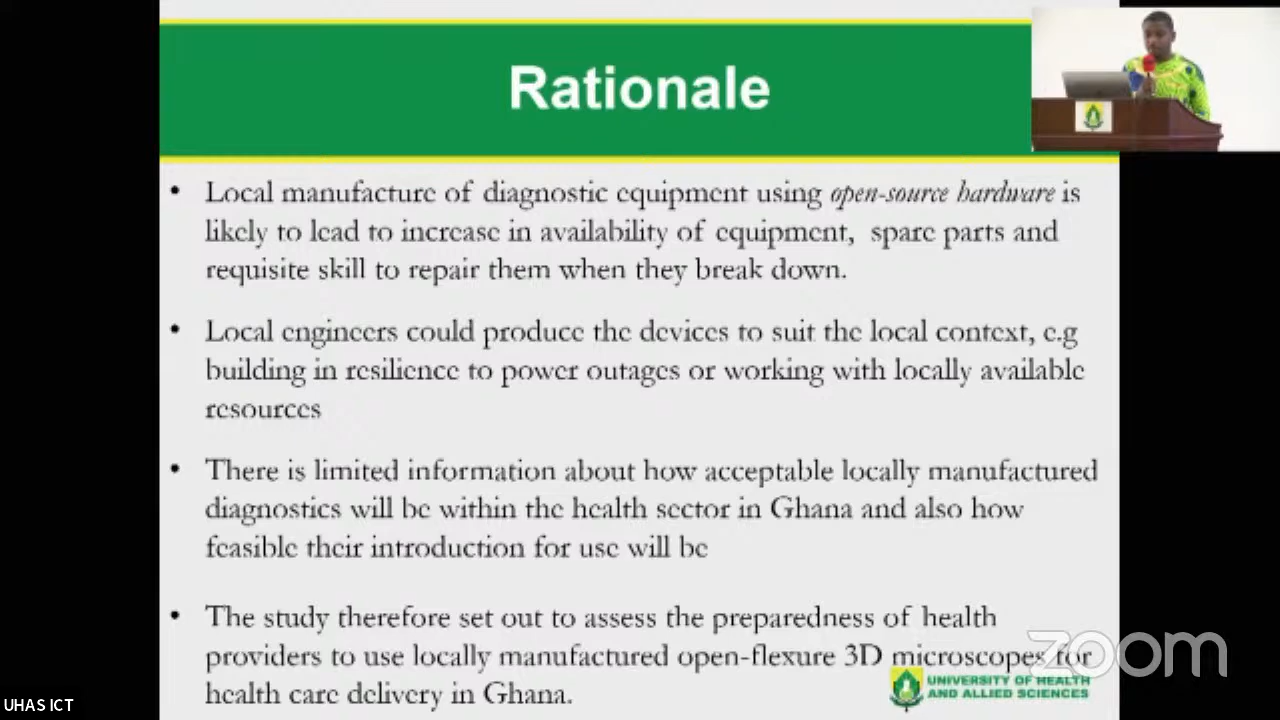 Rationale
• Local manufacture of diagnostic equipment using open-source hardware is
likely to lead to increase in availability of equipment, spare parts and
requisite skill to repair them when they break down.
• Local engineers could produce the devices to suit the local context, e.g
building in resilience to power outages or working with locally available
resources
• There is limited information about how acceptable locally manufactured
diagnostics will be within the health sector in Ghana and also how
feasible their introduction for use will be
• The study therefore set out to assess the preparedness of health
providers to use locally manufactured open-flexure 3D microscopes for
health care delivery in Ghana.
zoom
UNIVERSITY OF HEALTH
AND ALLIED SCIENCES
UHAS ICT